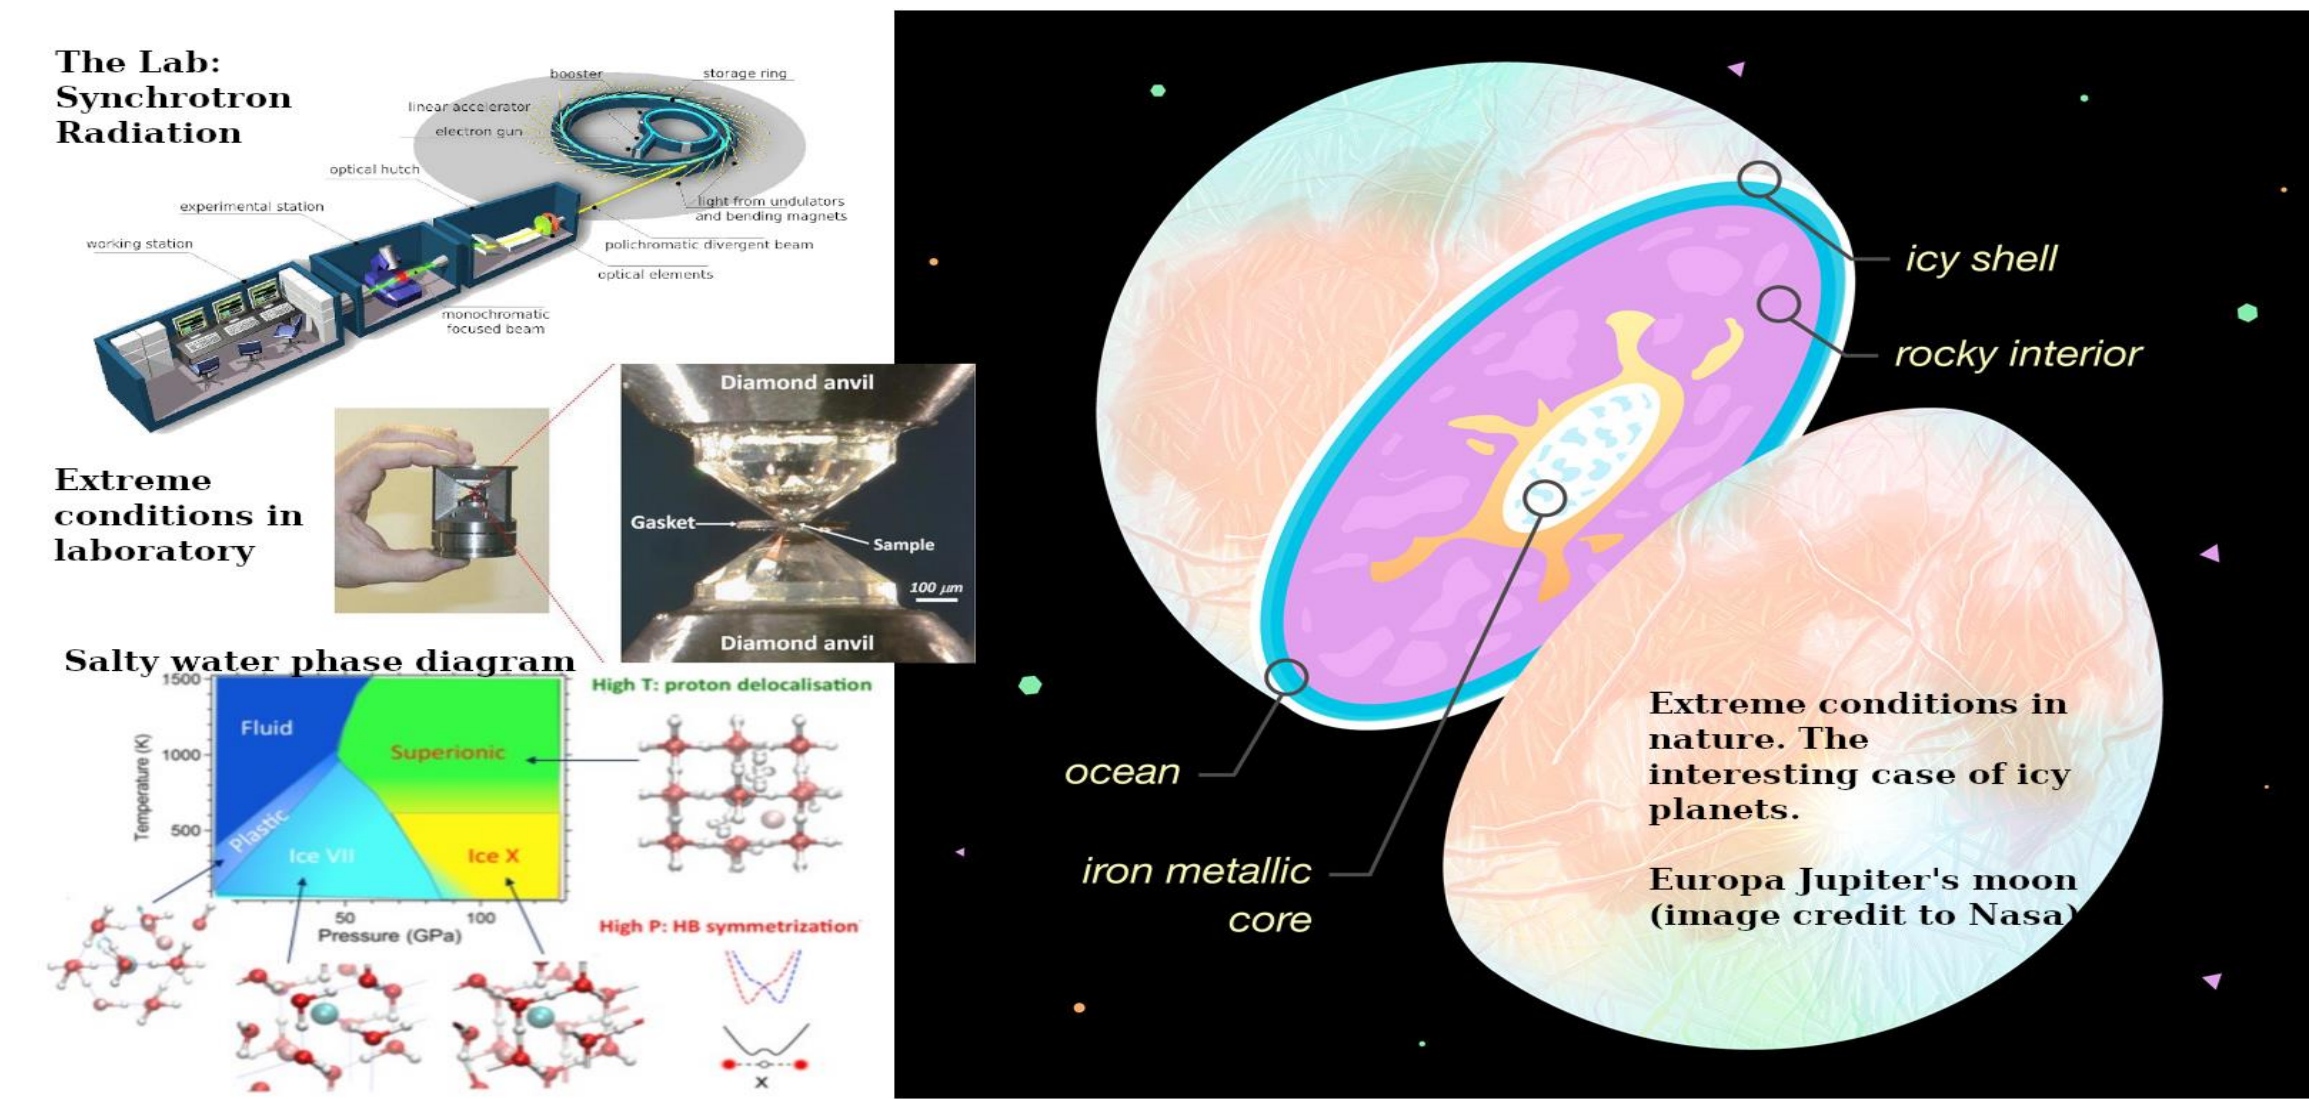 The Lab:
Synchrotron
Radiation
booster
storage ring
linear accelerator
electron gun
optical hutch
experimental station
light from undulators
and bending magnets
working station
polichromatic divergent beam
optical elements
monochromatic
focused beam
Extreme
conditions in
laboratory
Diamond anvil
Gasket
Sample
100 μm
Diamond anvil
Salty water phase diagram
1500
1000
500
Temperature (K)
Fluid
Superionic
Plastic
Ice VII
Ice X
50
100
Pressure (GPa)
High T: proton delocalisation
High P: HB symmetrization
X
icy shell
rocky interior
ocean
iron metallic
core
Extreme conditions in
nature. The
interesting case of icy
planets.
Europa Jupiter's moon
(image credit to Nasa)